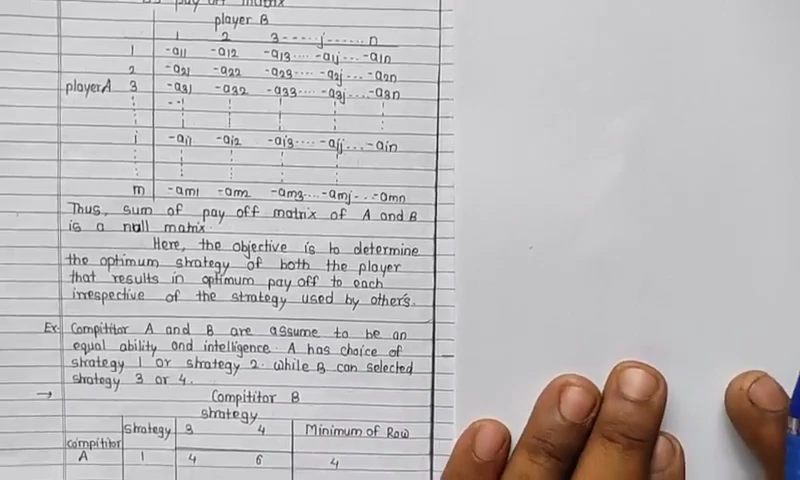 pay off matrix
player B
1 2 3-----j------n
1 -a11 -a12 -a13.... -a1j ... -a1n
2 -a21 -a22 -a23.... -a2j ... -a2n
playerA 3 -a31 -a32 -a33.... -a3j ....-a3n
i -ai1 -ai2 -ai3.... -aij ... -ain
m -am1 -am2 -am3....-amj...-amn
Thus, sum of pay off matrix of A and B
is a null matrix.
Here, the objective is to determine
the optimum strategy of both the player
that results in optimum pay off to each
irrespective of the strategy used by other's.
Ex. Compititor A and B are assume to be an
equal ability and intelligence. A has choice of
strategy 1 or strategy 2. while B can selected
strategy 3 or 4.
→ Compititor B
strategy
strategy 3 4 Minimum of Row
compititor
A 1 4 6 4